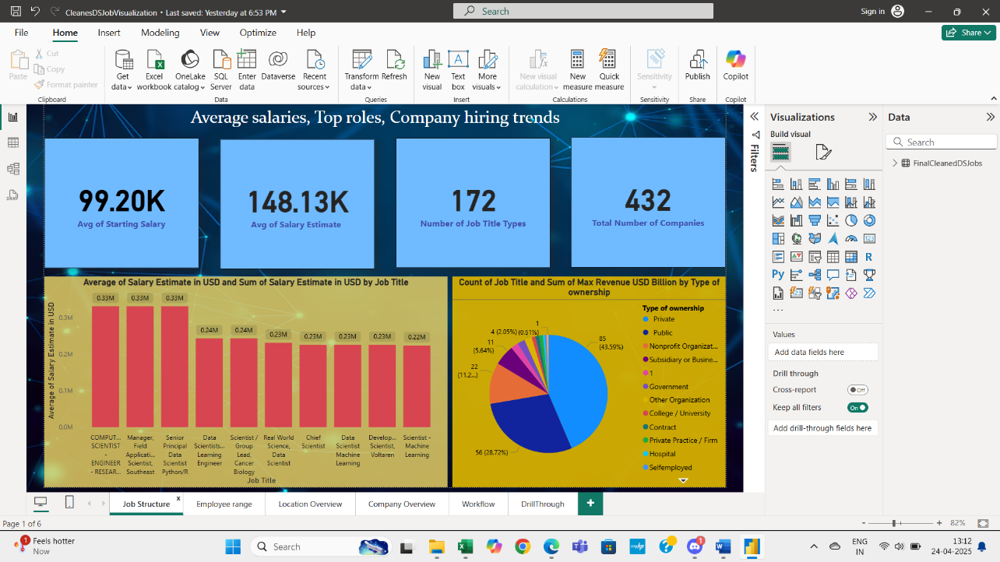 CleanesDSJobVisualization • Last saved: Yesterday at 6:53 PM
Search
Sign in
File Home Insert Modeling View Optimize Help
Share
Paste
Cut
Copy
Format painter
Clipboard
Get data
Excel workbook
OneLake catalog
SQL Server
Enter data
Dataverse
Recent sources
Data
Transform data
Refresh
Queries
New visual
Text box
More visuals
Insert
New visual calculation
New measure
Quick measure
Calculations
Sensitivity
Sensitivity
Publish
Share
Copilot
Copilot
Average salaries, Top roles, Company hiring trends
99.20K
Avg of Starting Salary
148.13K
Avg of Salary Estimate
172
Number of Job Title Types
432
Total Number of Companies
Average of Salary Estimate in USD and Sum of Salary Estimate in USD by Job Title
Average of Salary Estimate in USD
0.3M
0.2M
0.1M
0.0M
0.33M 0.33M 0.33M 0.24M 0.24M 0.23M 0.23M 0.23M 0.23M 0.22M
COMPUT... SCIENTIST - ENGINEER - RESEAR...
Manager, Field Applicati... Scientist, Southeast
Senior Principal Data Scientist Python/R
Data Scientists... Learning Engineer
Scientist / Group Lead, Cancer Biology
Real World Science, Data Scientist
Chief Scientist
Data Scientist Machine Learning
Develop... Scientist, Voltaren
Scientist - Machine Learning
Job Title
Count of Job Title and Sum of Max Revenue USD Billion by Type of
ownership
85
(43.59%)
56 (28.72%)
22
(11.2...)
11
(5.64%)
4 (2.05%)
1
(0.51%)
Type of ownership
Private
Public
Nonprofit Organizat...
Subsidiary or Busine...
1
Government
Other Organization
College / University
Contract
Private Practice / Firm
Hospital
Selfemployed
Filters
Visualizations
Build visual
123
R
Py
123
...
Values
Add data fields here
Drill through
Cross-report
Off
Keep all filters
On
Add drill-through fields here
Data
Search
FinalCleanedDSJobs
Job Structure x
Employee range
Location Overview
Company Overview
Workflow
DrillThrough
+
Page 1 of 6
- + 82%
1
Feels hotter
Now
Search
1
ENG
IN
13:12
24-04-2025